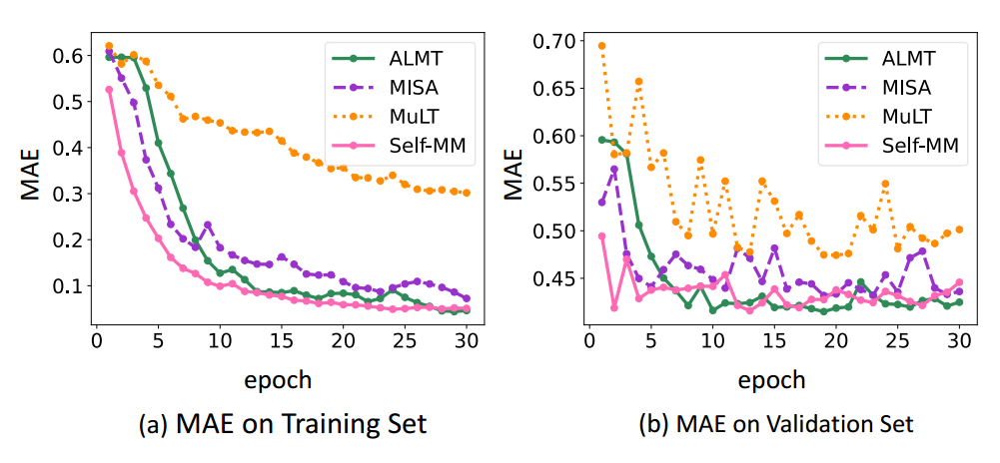 0.6
0.5
0.4
0.3
0.2
0.1
MAE
0 5 10 15 20 25 30
epoch
ALMT
MISA
MuLT
Self-MM
(a) MAE on Training Set
0.70
0.65
0.60
0.55
0.50
0.45
MAE
0 5 10 15 20 25 30
epoch
ALMT
MISA
MuLT
Self-MM
(b) MAE on Validation Set